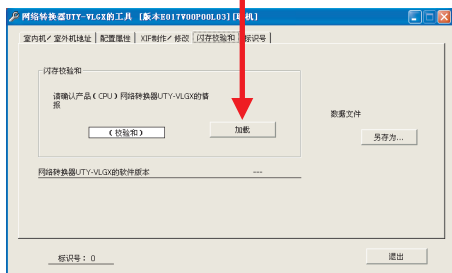 网络转换器UTY-VLGX的工具 [版本E017V00P00L03][联机]
室内机/室外机地址 配置属性 XIF制作/修改 闪存校验和 标识号
闪存校验和
请确认产品(CPU)网络转换器UTY-VLGX的情
报
(校验和)
加载
数据文件
另存为...
网络转换器UTY-VLGX的软件版本
---
标识号: 0
退出